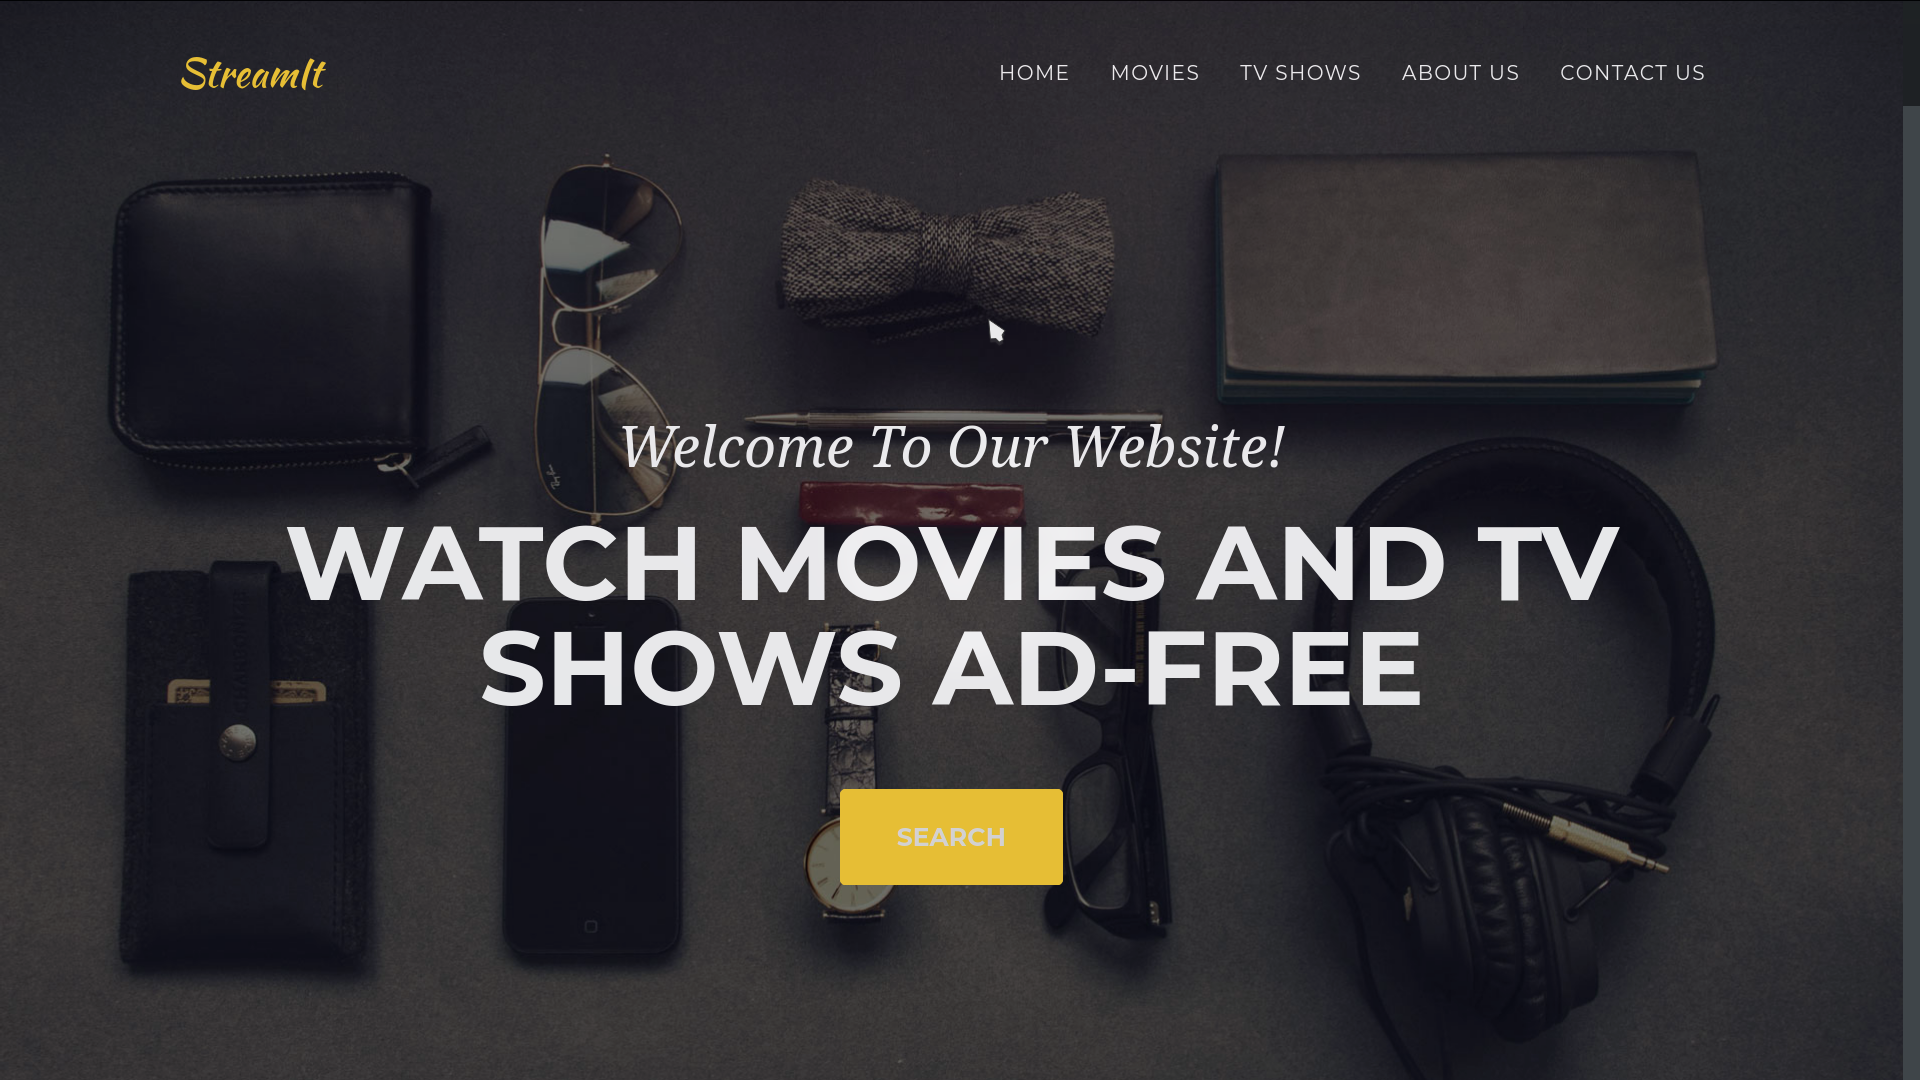 StreamIt
HOME MOVIES TV SHOWS ABOUT US CONTACT US
Welcome To Our Website!
WATCH MOVIES AND TV
SHOWS AD-FREE
SEARCH